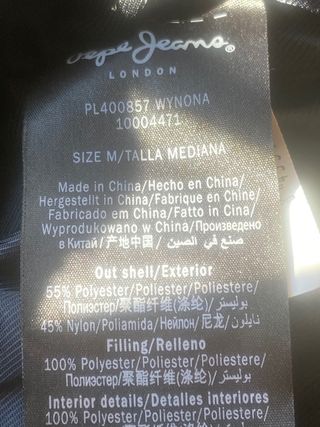 Pepe Jeans®
LONDON
PL400857 WYNONA
10004471
SIZE M/TALLA MEDIANA
Made in China/Hecho en China/
Hergestellt in China/Fabrique en Chine/
Fabricado em China/Fatto in Cina/
Wyprodukowano w China/Произведено
в Китай/产地中国/صنع في الصين
Out shell/Exterior
55% Polyester/Polyester/Poliestere/
Полиэстер/聚酯纤维(涤纶)/بوليستر/
45% Nylon/Poliamida/Нейлон/尼龙/نايلون/
Filling/Relleno
100% Polyester/Polyester/Poliestere/
Полиэстер/聚酯纤维(涤纶)/بوليستر/
Interior details/Detalles interiores
100% Polyester/Polyester/Poliestere/